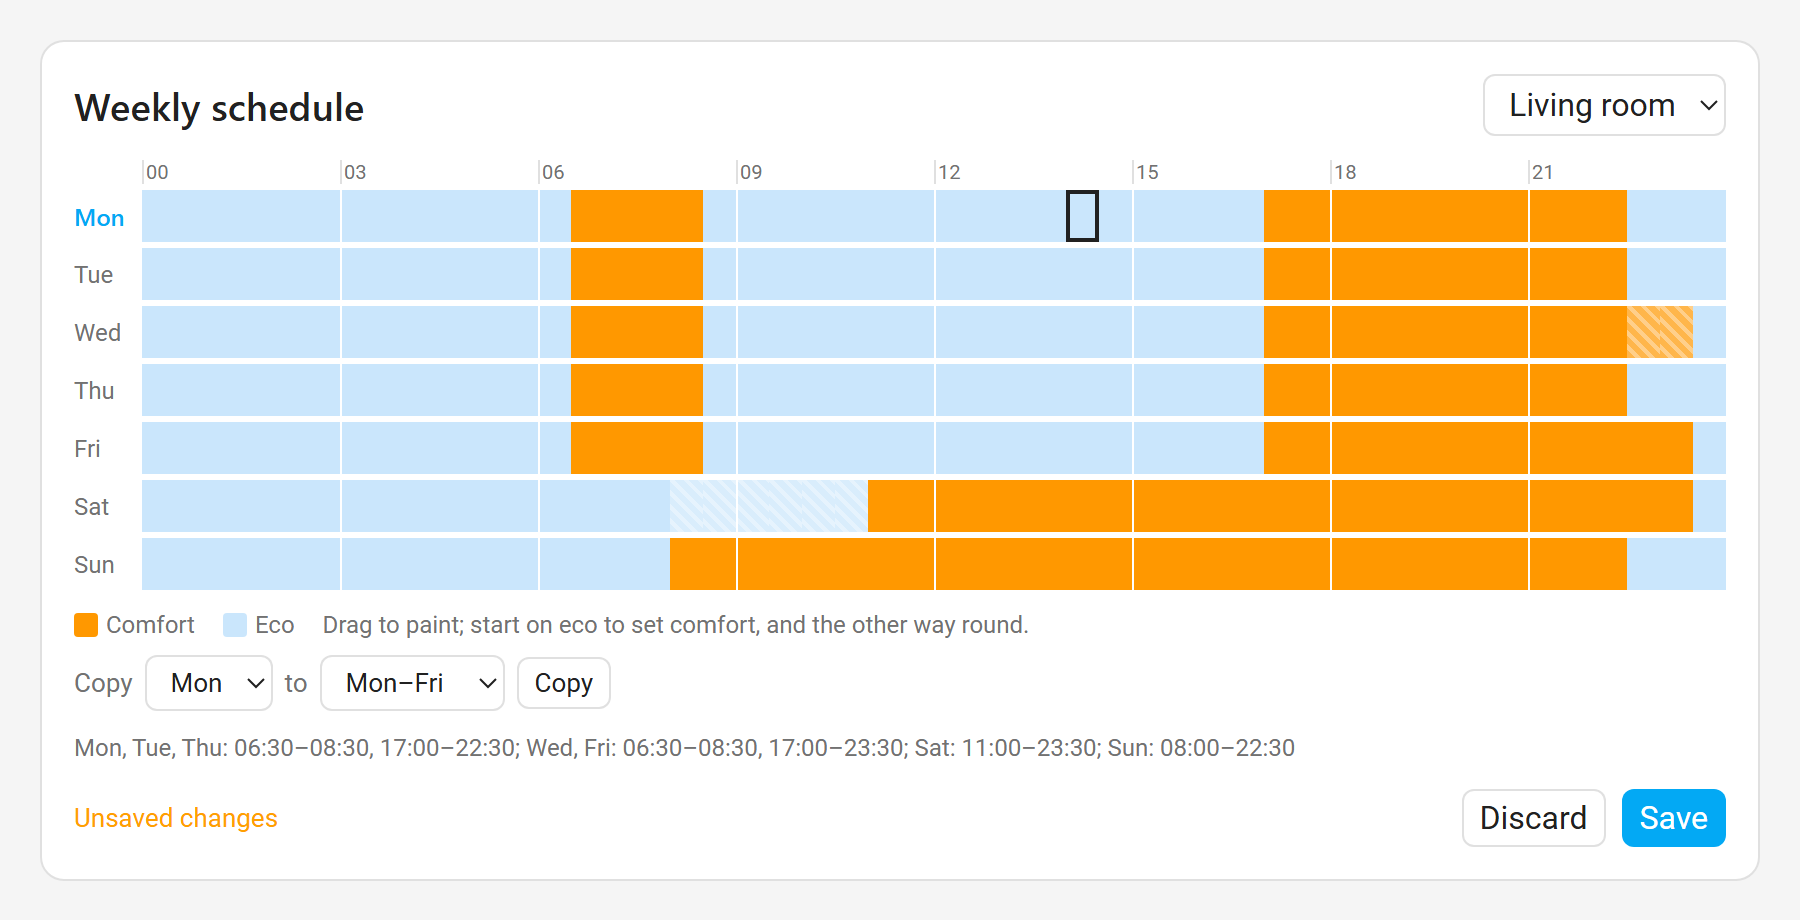 Weekly schedule
Living room
00 03 06 09 12 15 18 21
Mon
Tue
Wed
Thu
Fri
Sat
Sun
Comfort Eco Drag to paint; start on eco to set comfort, and the other way round.
Copy Mon to Mon–Fri Copy
Mon, Tue, Thu: 06:30–08:30, 17:00–22:30; Wed, Fri: 06:30–08:30, 17:00–23:30; Sat: 11:00–23:30; Sun: 08:00–22:30
Unsaved changes
Discard Save